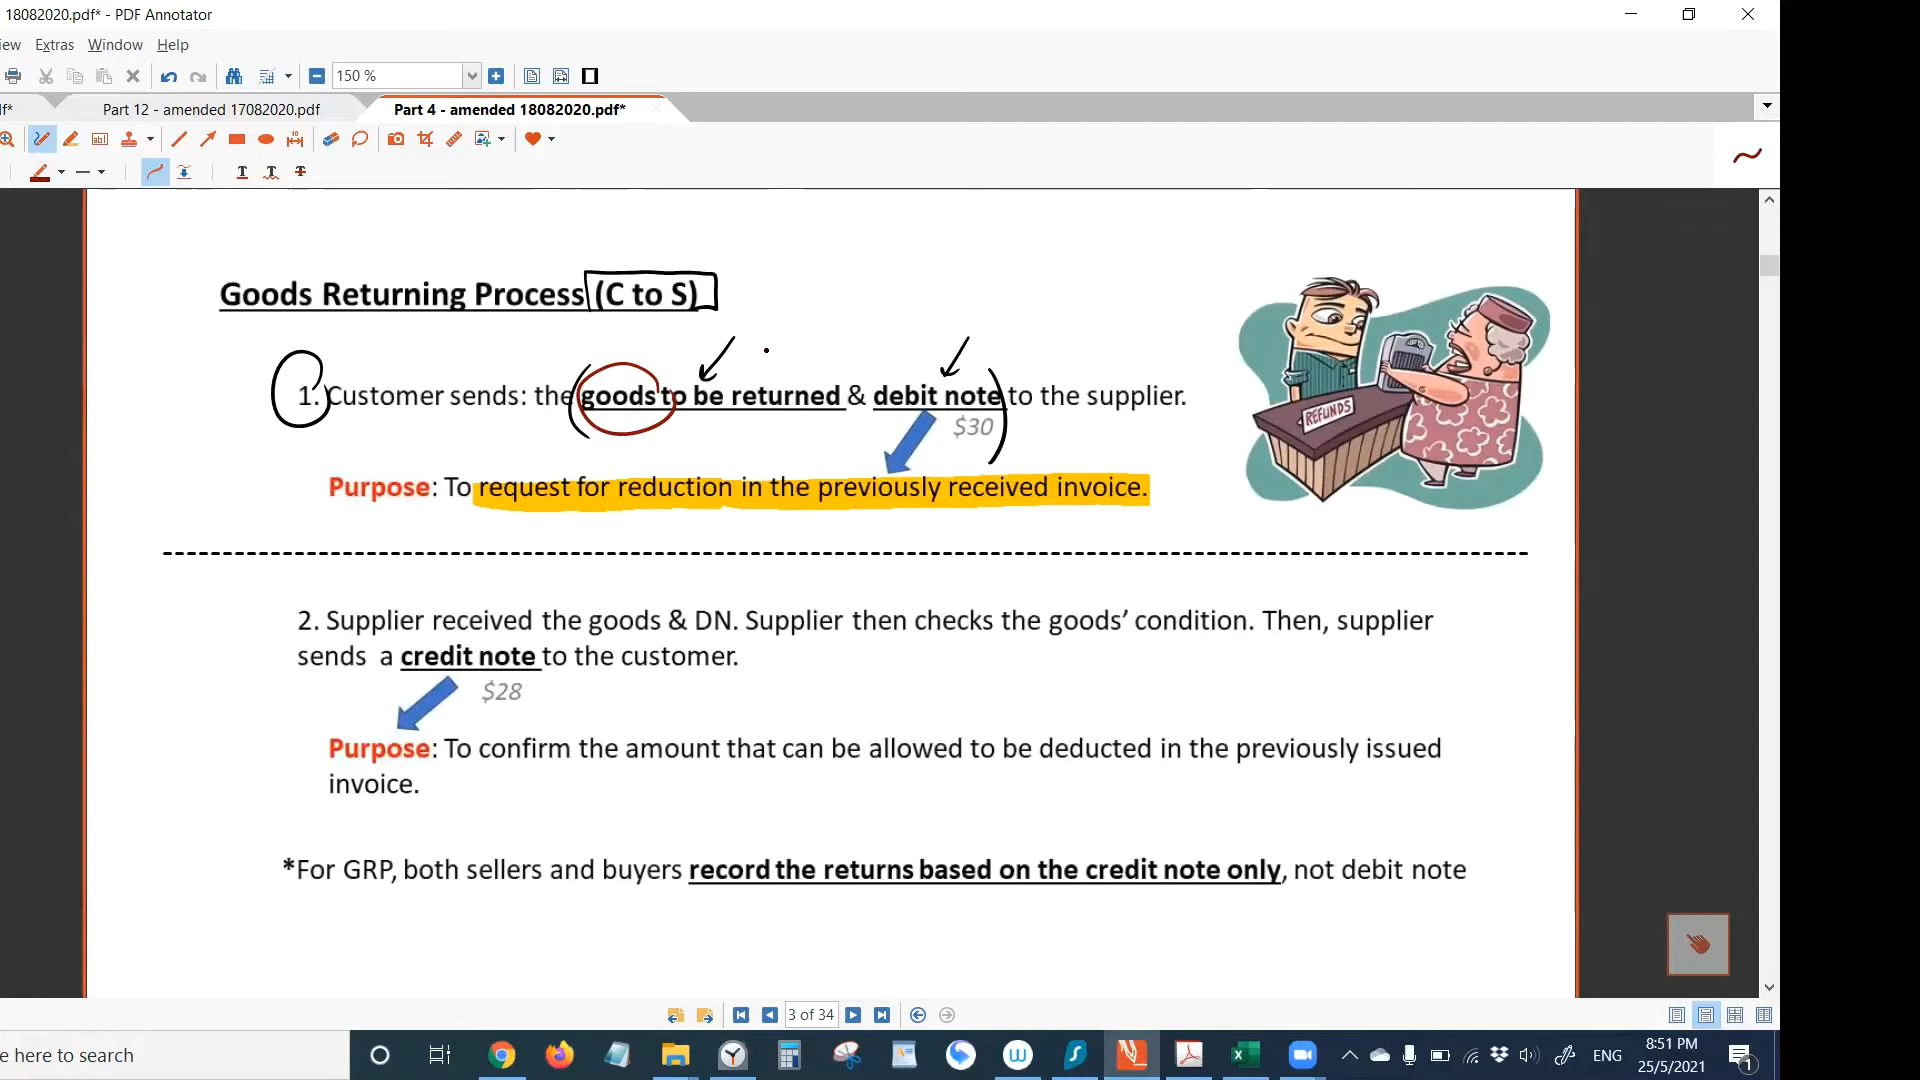 18082020.pdf* - PDF Annotator
iew Extras Window Help
150 %
lf* Part 12 - amended 17082020.pdf Part 4 - amended 18082020.pdf*
Goods Returning Process (C to S)
1. Customer sends: the goods to be returned & debit note to the supplier.
$30
REFUNDS
Purpose: To request for reduction in the previously received invoice.
2. Supplier received the goods & DN. Supplier then checks the goods’ condition. Then, supplier
sends a credit note to the customer.
$28
Purpose: To confirm the amount that can be allowed to be deducted in the previously issued
invoice.
*For GRP, both sellers and buyers record the returns based on the credit note only, not debit note
3 of 34
e here to search
ENG
8:51 PM
25/5/2021
1